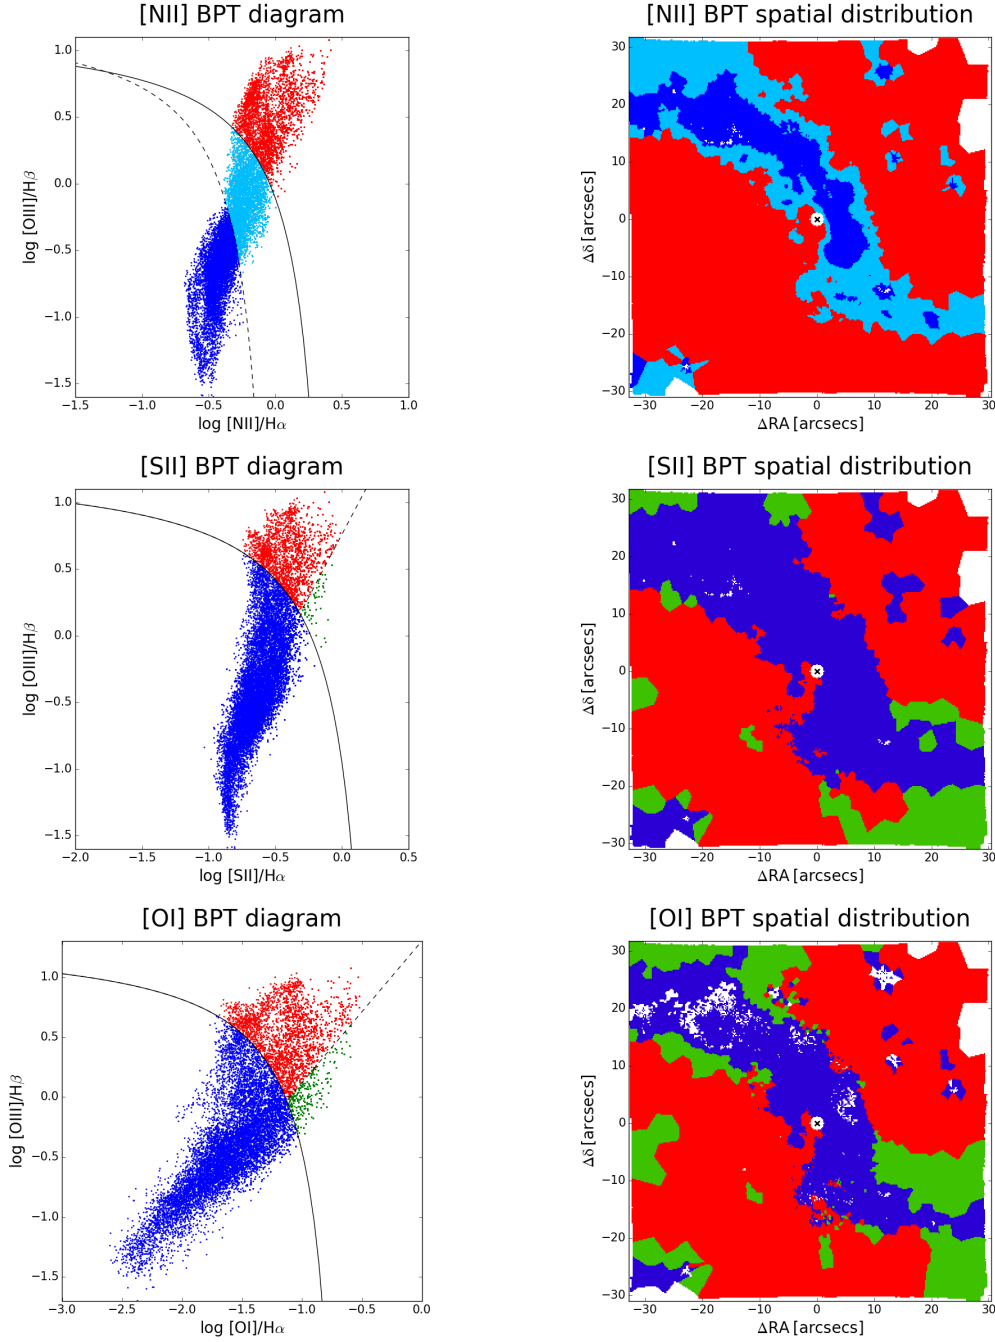 [NII] BPT diagram
[NII] BPT spatial distribution
1.0
0.5
0.0
−0.5
−1.0
−1.5
log [OIII]/Hβ
−1.5 −1.0 −0.5 0.0 0.5 1.0
log [NII]/Hα
30
20
10
0
−10
−20
−30
Δδ [arcsecs]
−30 −20 −10 0 10 20 30
ΔRA [arcsecs]
[SII] BPT diagram
[SII] BPT spatial distribution
1.0
0.5
0.0
−0.5
−1.0
−1.5
log [OIII]/Hβ
−2.0 −1.5 −1.0 −0.5 0.0 0.5
log [SII]/Hα
30
20
10
0
−10
−20
−30
Δδ [arcsecs]
−30 −20 −10 0 10 20 30
ΔRA [arcsecs]
[OI] BPT diagram
[OI] BPT spatial distribution
1.0
0.5
0.0
−0.5
−1.0
−1.5
log [OIII]/Hβ
−3.0 −2.5 −2.0 −1.5 −1.0 −0.5 0.0
log [OI]/Hα
30
20
10
0
−10
−20
−30
Δδ [arcsecs]
−30 −20 −10 0 10 20 30
ΔRA [arcsecs]